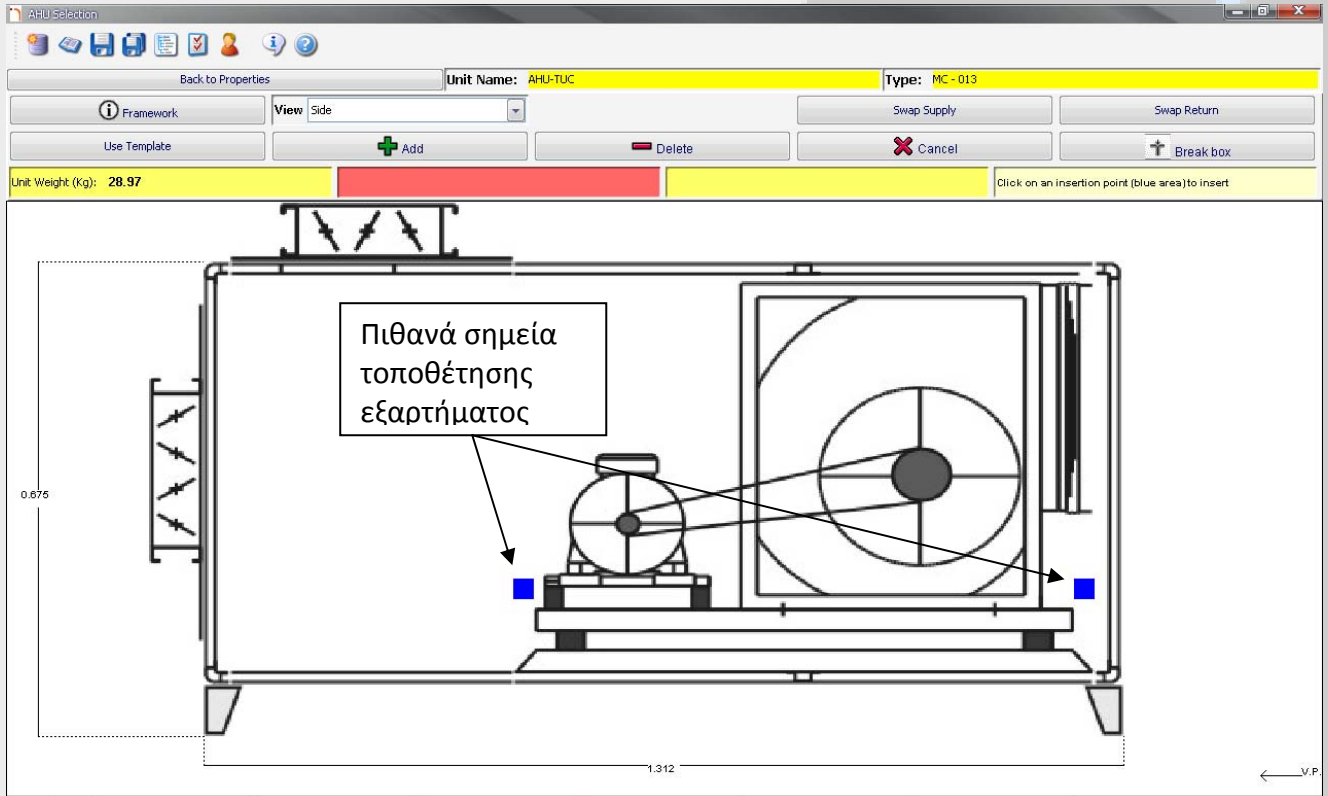 AHU Selection
Back to Properties
Unit Name: AHU-TUC
Type: MC - 013
Framework
View Side
Swap Supply
Swap Return
Use Template
Add
Delete
Cancel
Break box
Unit Weight (Kg): 28.97
Click on an insertion point (blue area)to insert
Πιθανά σημεία
τοποθέτησης
εξαρτήματος
0.675
1.312
V.P.